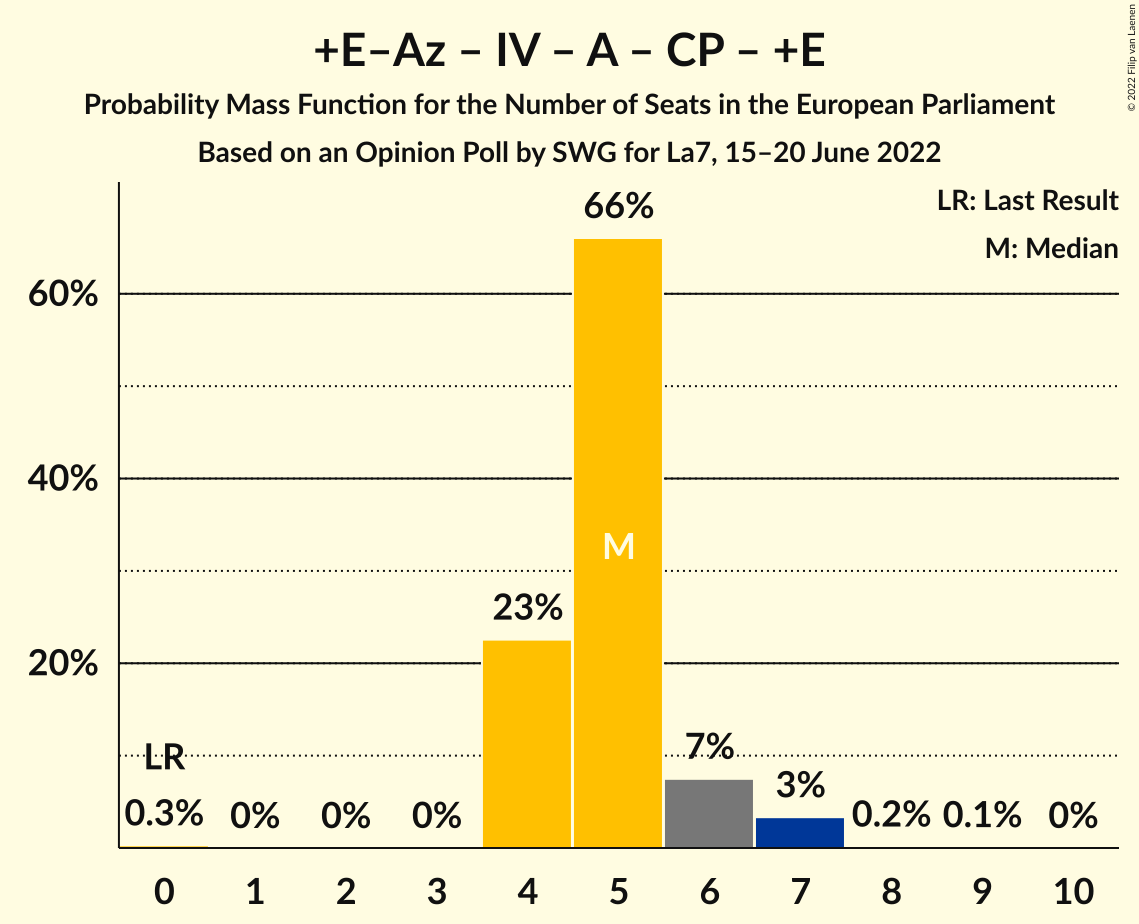 +E–Az – IV – A – CP – +E
Probability Mass Function for the Number of Seats in the European Parliament
Based on an Opinion Poll by SWG for La7, 15–20 June 2022
© 2022 Filip van Laenen
LR: Last Result
M: Median
66%
60%
40%
M
23%
20%
LR
7%
3%
0.3% 0% 0% 0% 0.2% 0.1% 0%
0 1 2 3 4 5 6 7 8 9 10